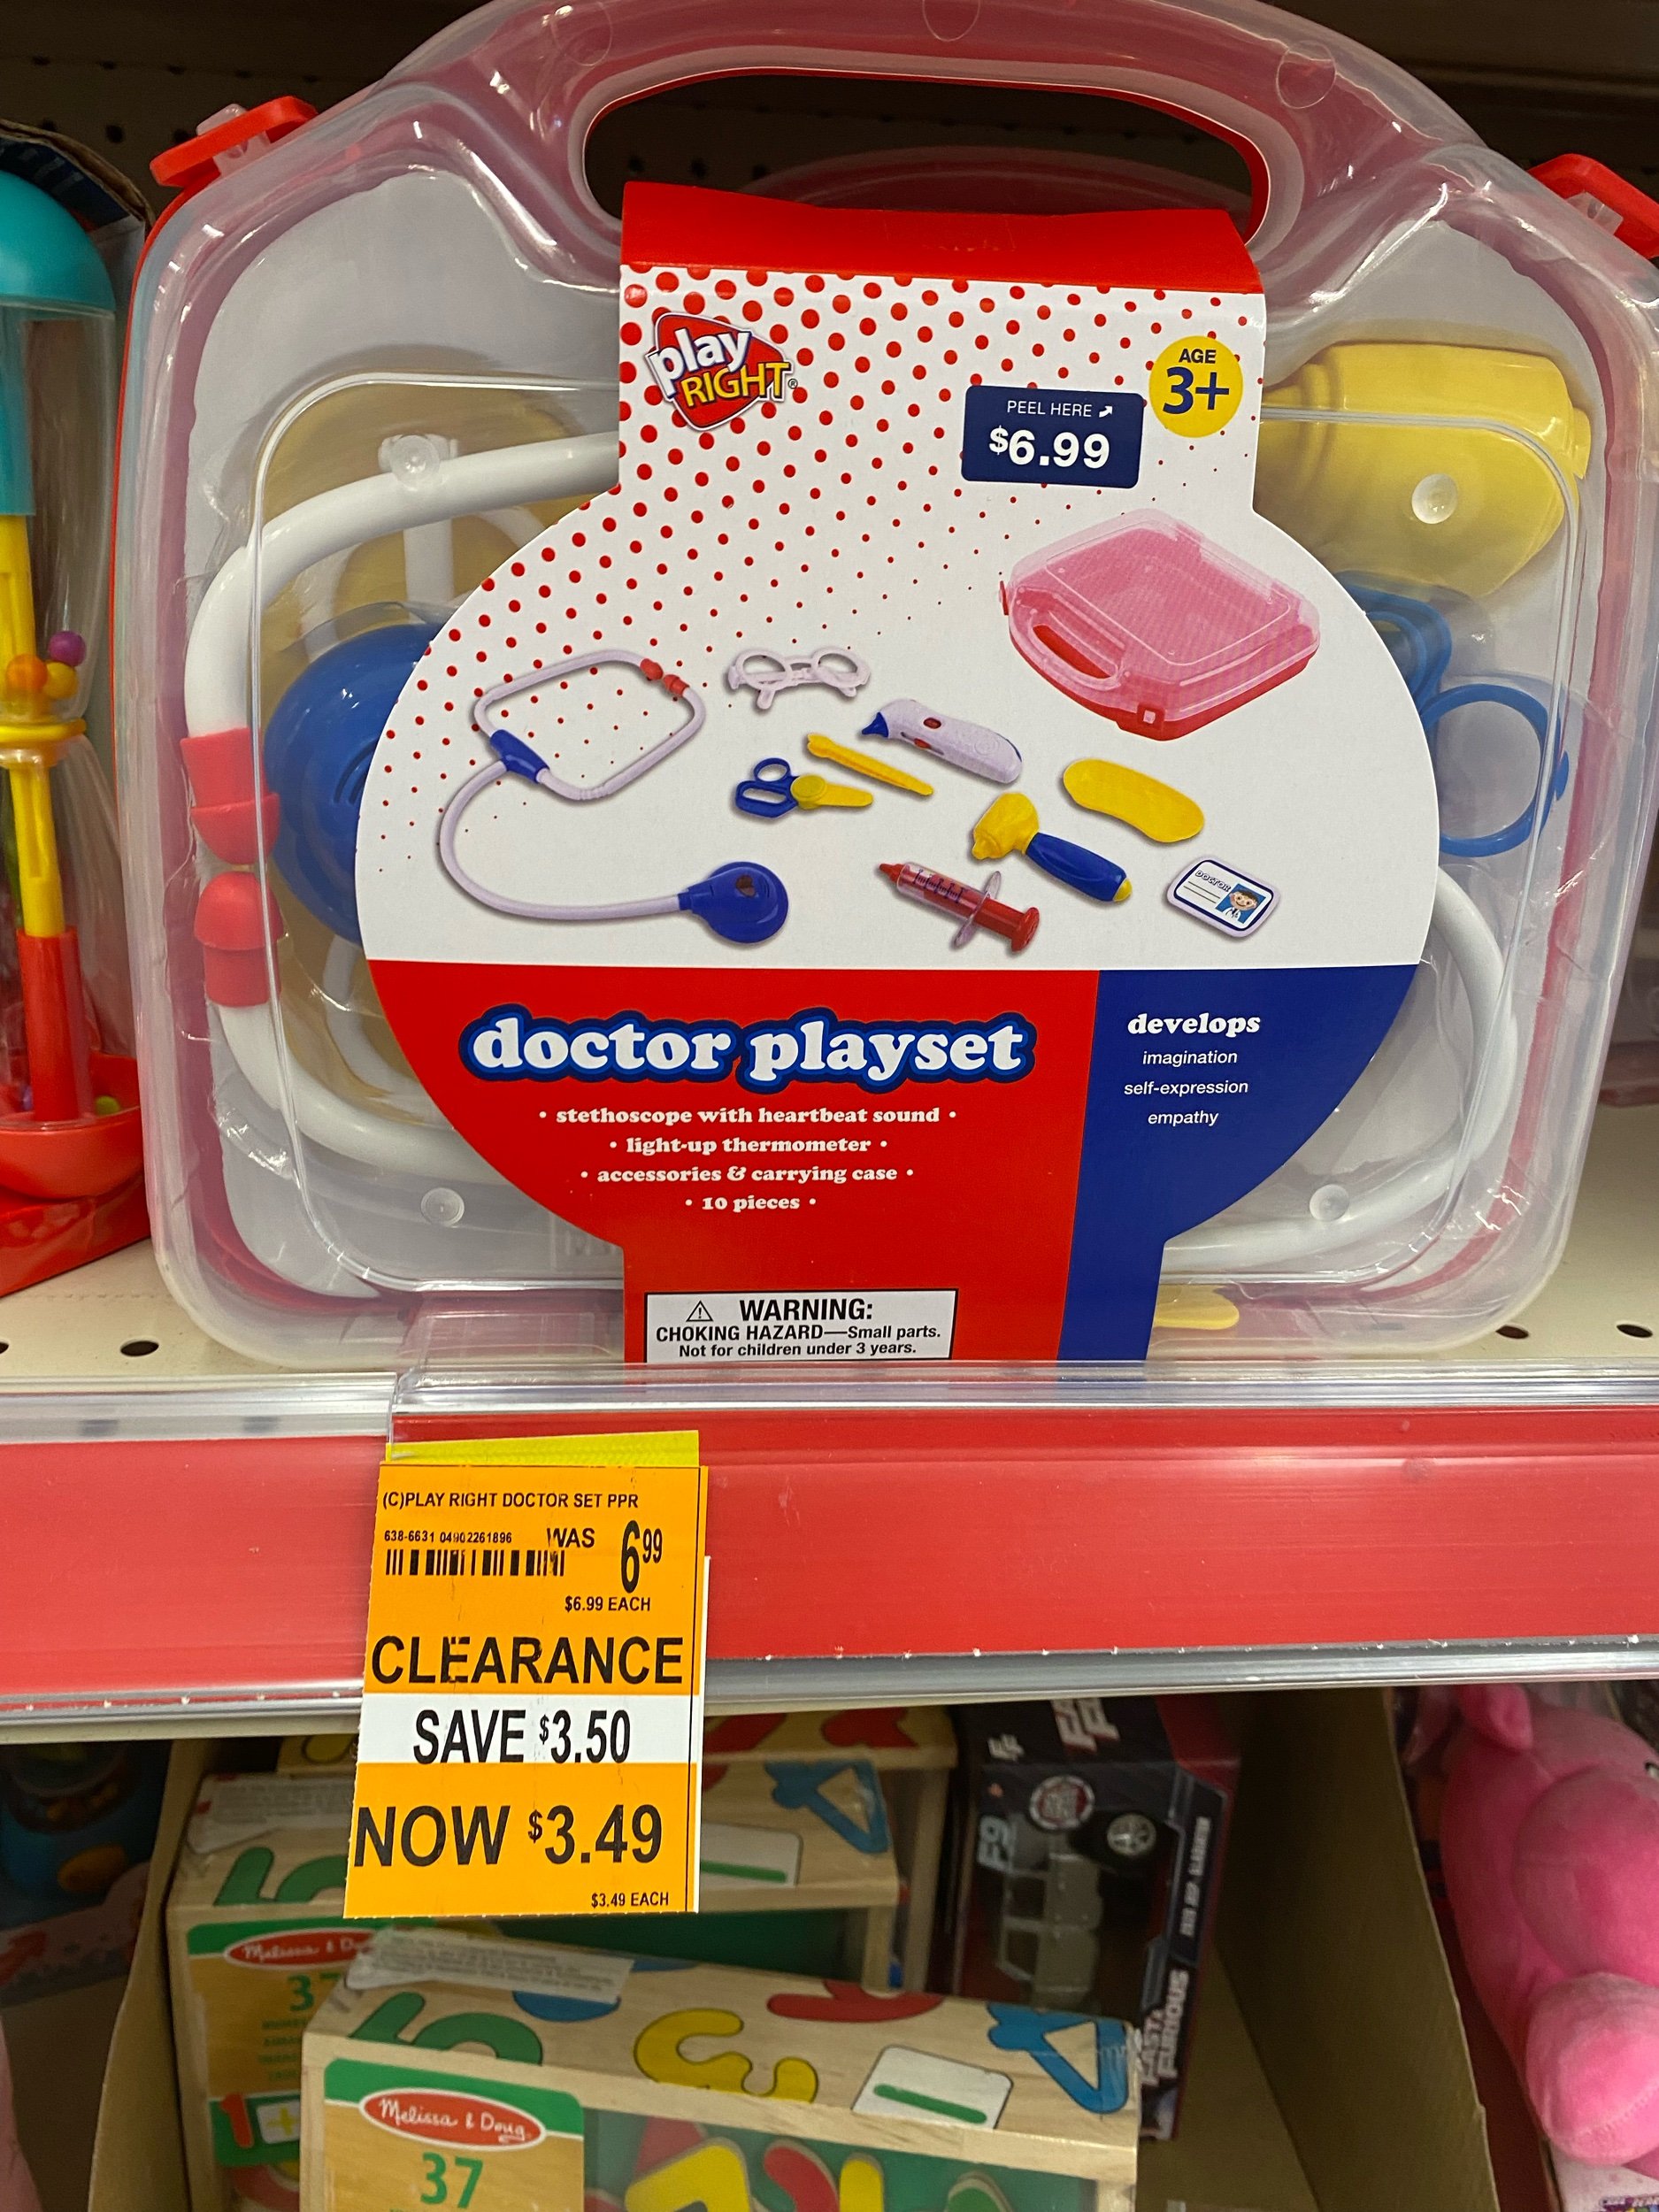 play
RIGHT®
AGE
3+
PEEL HERE
$6.99
DOCTOR
doctor playset
• stethoscope with heartbeat sound •
• light-up thermometer •
• accessories & carrying case •
• 10 pieces •
develops
imagination
self-expression
empathy
WARNING:
CHOKING HAZARD—Small parts.
Not for children under 3 years.
(C)PLAY RIGHT DOCTOR SET PPR
638-6631 04902261896 WAS 6 99
$6.99 EACH
CLEARANCE
SAVE $3.50
NOW $3.49
$3.49 EACH
F9
FURIOUS
Melissa &
37
Melissa & Doug
37